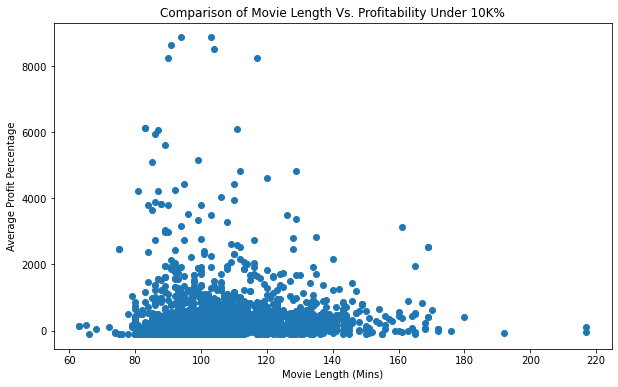 Comparison of Movie Length Vs. Profitability Under 10K%
8000
6000
4000
2000
0
Average Profit Percentage
60 80 100 120 140 160 180 200 220
Movie Length (Mins)